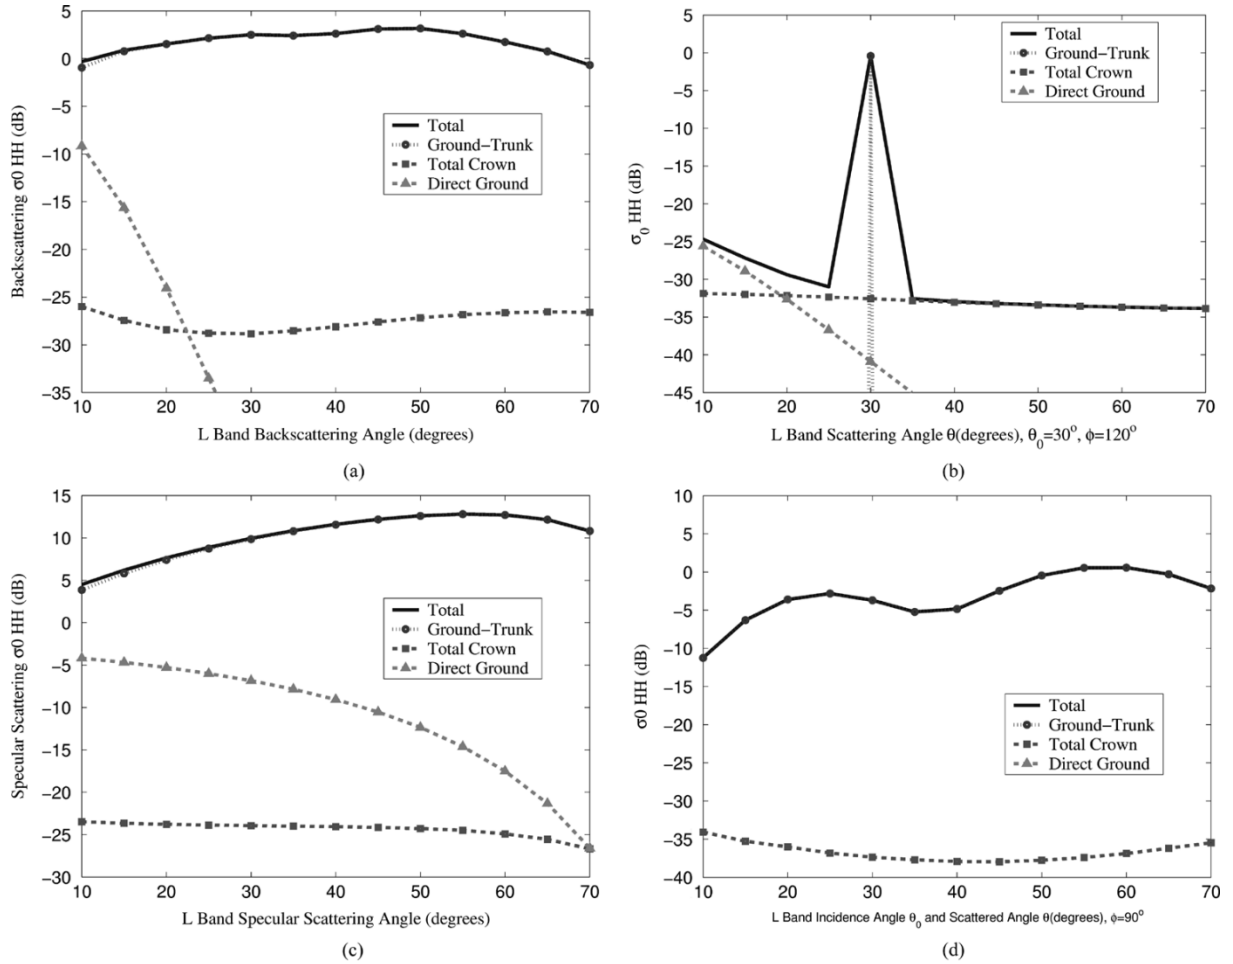 5
0
−5
−10
−15
−20
−25
−30
−35
10
20
30
40
50
60
70
Backscattering σ0 HH (dB)
Total
Ground−Trunk
Total Crown
Direct Ground
L Band Backscattering Angle (degrees)
(a)
5
0
−5
−10
−15
−20
−25
−30
−35
−40
−45
10
20
30
40
50
60
70
σ0 HH (dB)
Total
Ground−Trunk
Total Crown
Direct Ground
L Band Scattering Angle θ(degrees), θ0=30°, ϕ=120°
(b)
15
10
5
0
−5
−10
−15
−20
−25
−30
10
20
30
40
50
60
70
Specular Scattering σ0 HH (dB)
Total
Ground−Trunk
Total Crown
Direct Ground
L Band Specular Scattering Angle (degrees)
(c)
10
5
0
−5
−10
−15
−20
−25
−30
−35
−40
10
20
30
40
50
60
70
σ0 HH (dB)
Total
Ground−Trunk
Total Crown
Direct Ground
L Band Incidence Angle θ0 and Scattered Angle θ(degrees), ϕ=90°
(d)